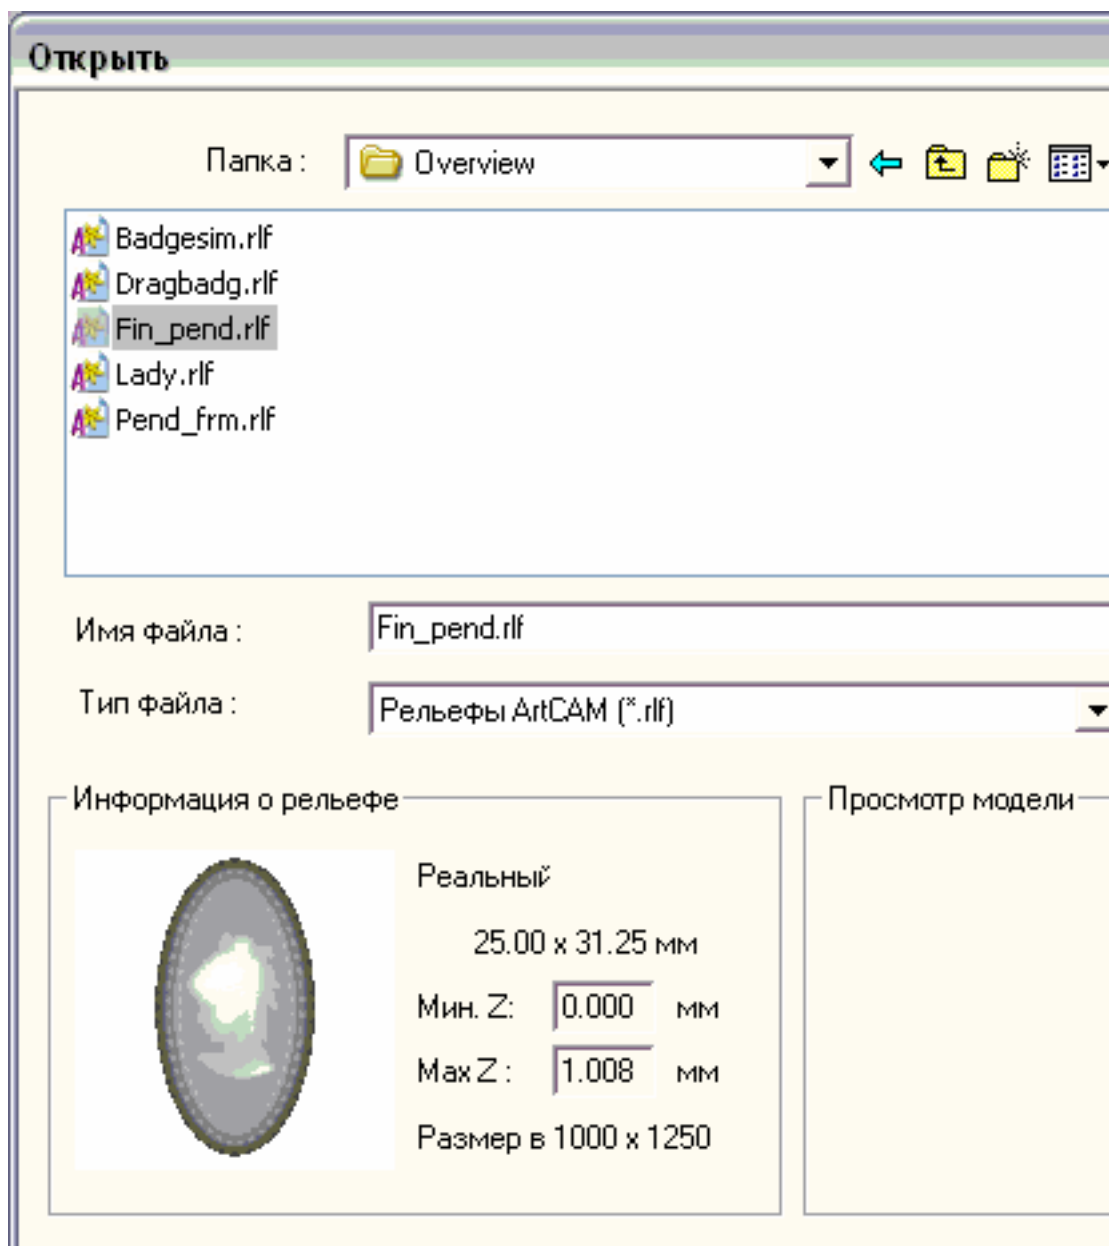 Открыть
Папка :
Overview
Badgesim.rlf
Dragbadg.rlf
Fin_pend.rlf
Lady.rlf
Pend_frm.rlf
Имя файла :
Fin_pend.rlf
Тип файла :
Рельефы ArtCAM (*.rlf)
Информация о рельефе
Реальный
25.00 x 31.25 мм
Мин. Z: 0.000 мм
Мах Z : 1.008 мм
Размер в 1000 x 1250
Просмотр модели